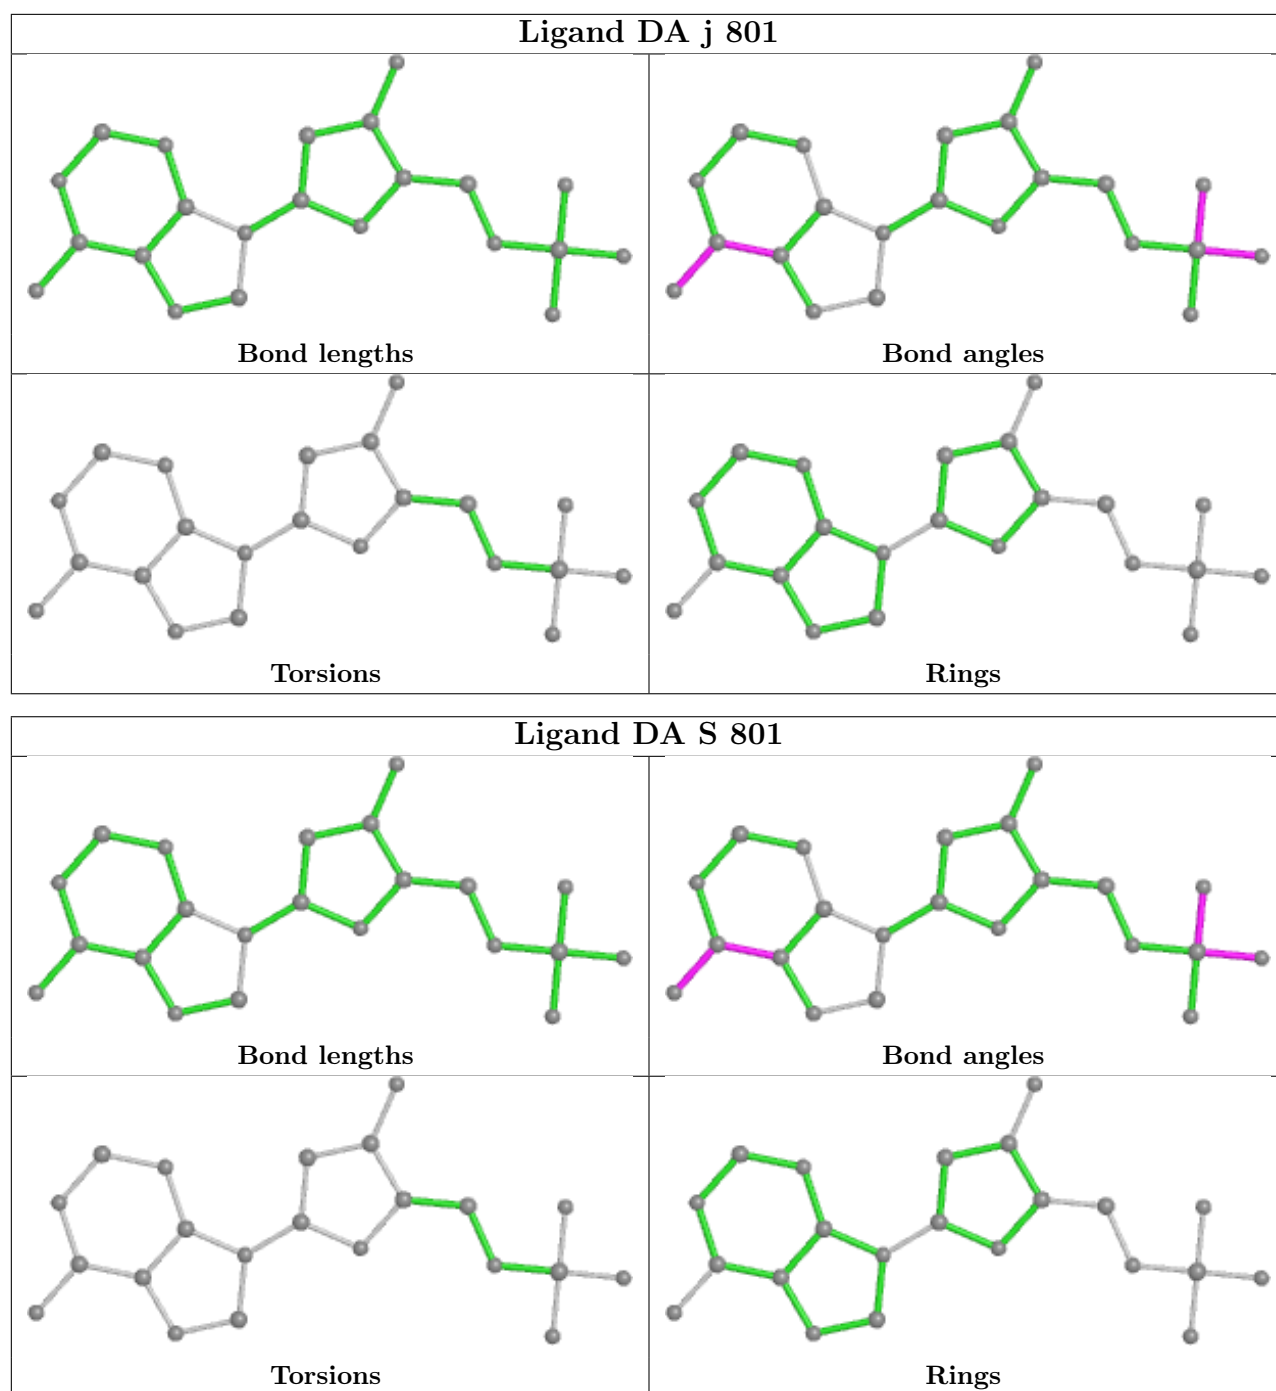 Ligand DA j 801
Bond lengths
Bond angles
Torsions
Rings
Ligand DA S 801
Bond lengths
Bond angles
Torsions
Rings